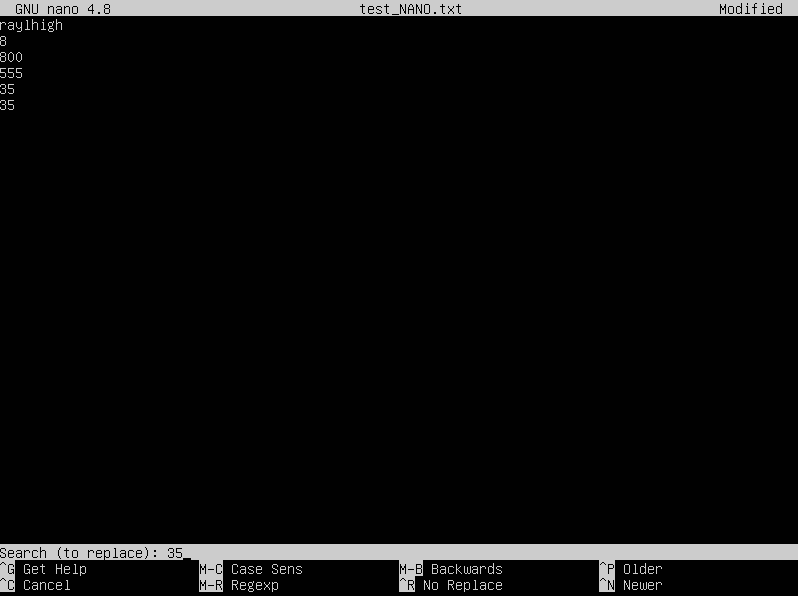 GNU nano 4.8 test_NANO.txt Modified
raylhigh
8
800
555
35
35
Search (to replace): 35_
^G Get Help M-C Case Sens M-B Backwards ^P Older
^C Cancel M-R Regexp ^R No Replace ^N Newer